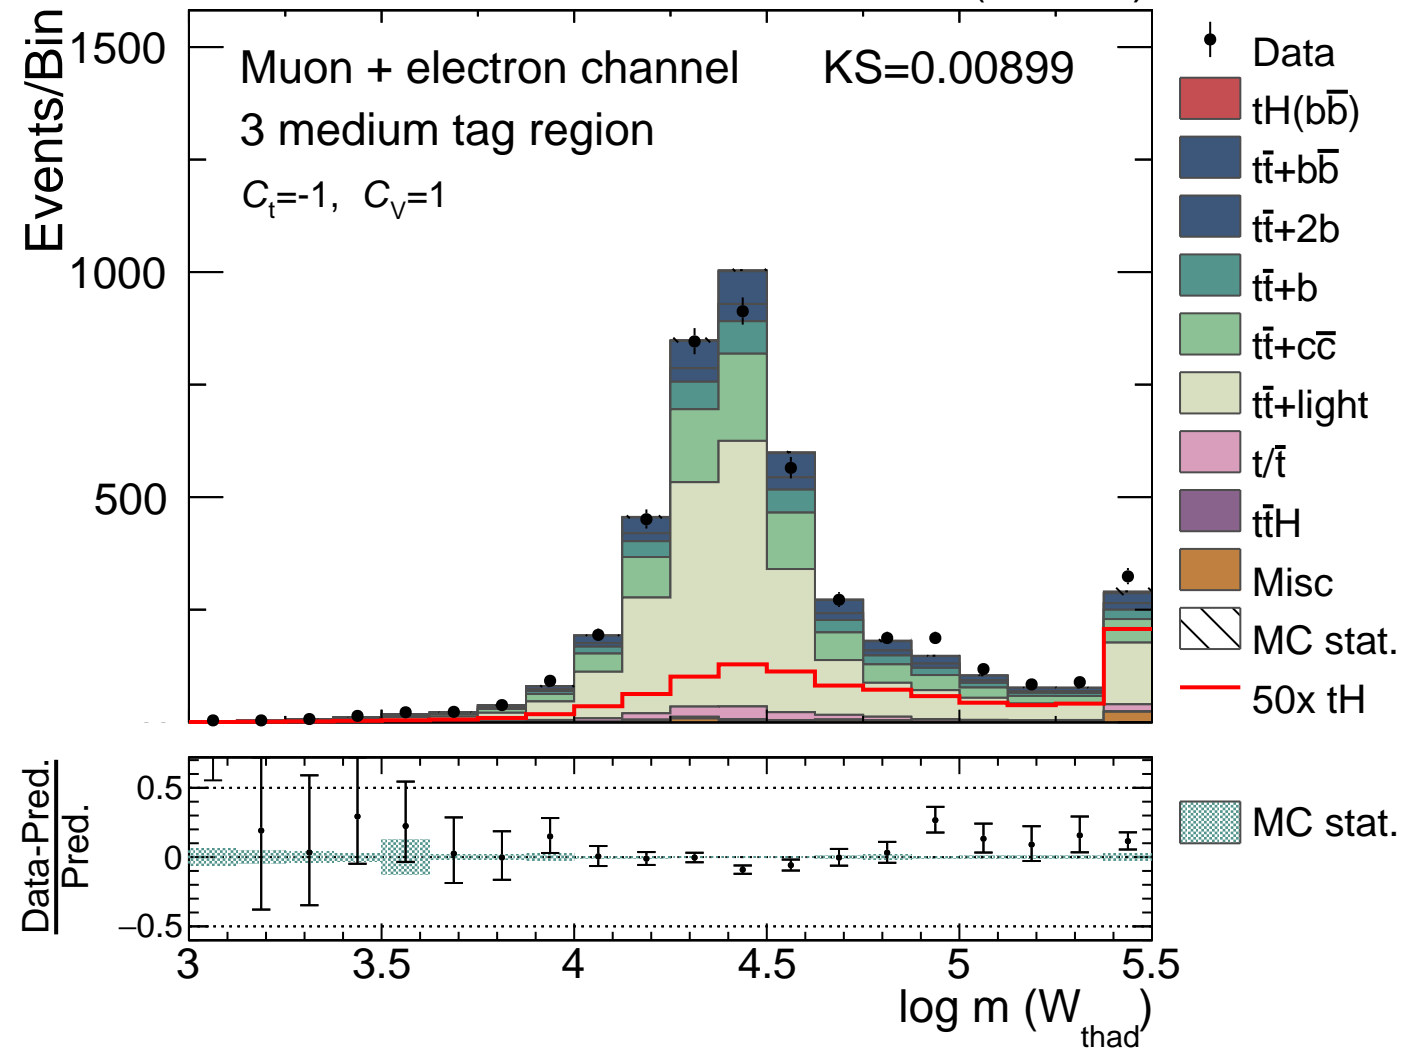 Events/Bin
1500
1000
500
Muon + electron channel KS=0.00899
3 medium tag region
Cₜ=-1, C_V=1
Data
tH(bb̅)
tt̅+bb̅
tt̅+2b
tt̅+b
tt̅+cc̅
tt̅+light
t/t̅
tt̅H
Misc
MC stat.
50x tH
Data-Pred.
Pred.
0.5
0
−0.5
MC stat.
3 3.5 4 4.5 5 5.5
log m (W_thad)